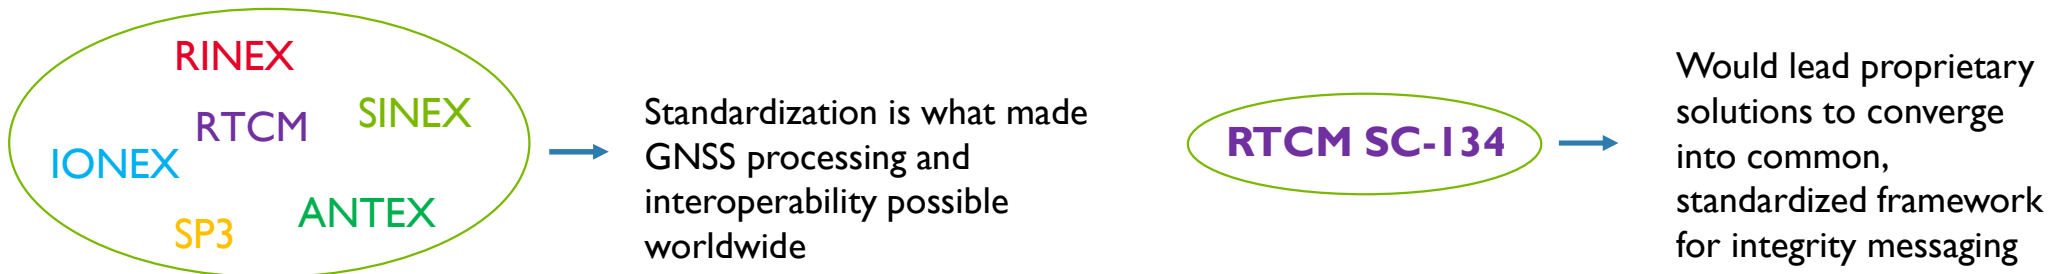 RINEX
RTCM
SINEX
IONEX
SP3
ANTEX
Standardization is what made
GNSS processing and
interoperability possible
worldwide
RTCM SC-134
Would lead proprietary
solutions to converge
into common,
standardized framework
for integrity messaging